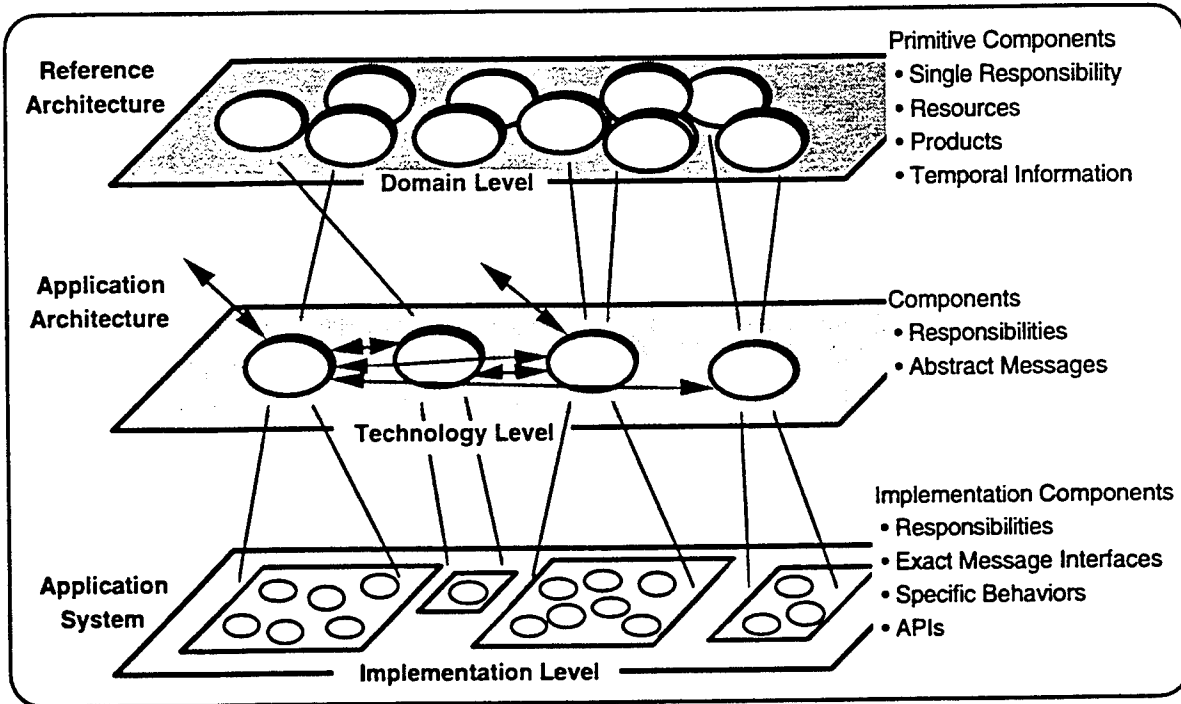 Reference
Architecture
Domain Level
Primitive Components
• Single Responsibility
• Resources
• Products
• Temporal Information
Application
Architecture
Technology Level
Components
• Responsibilities
• Abstract Messages
Application
System
Implementation Level
Implementation Components
• Responsibilities
• Exact Message Interfaces
• Specific Behaviors
• APIs